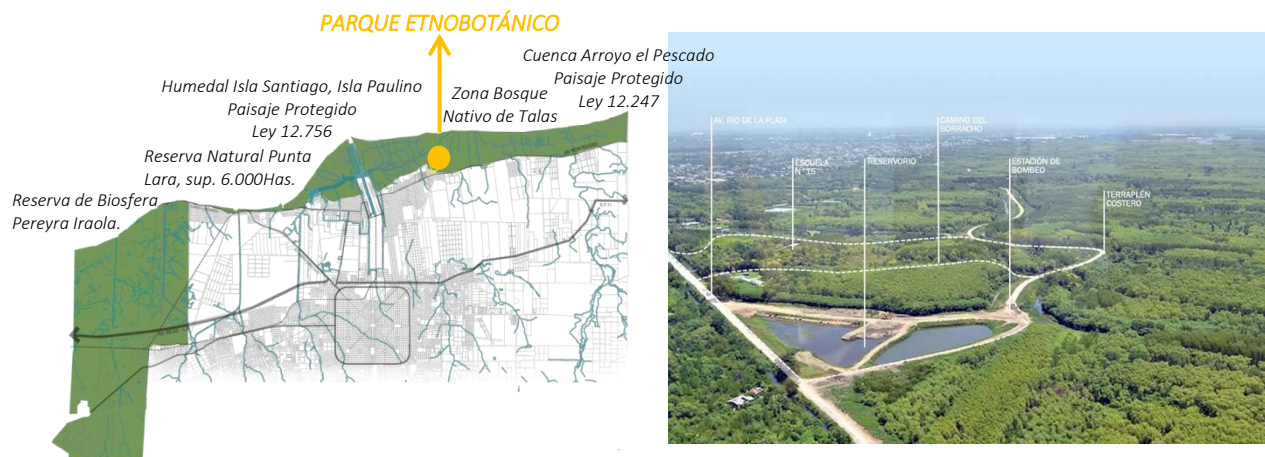 PARQUE ETNOBOTÁNICO
Cuenca Arroyo el Pescado
Paisaje Protegido
Ley 12.247
Humedal Isla Santiago, Isla Paulino
Paisaje Protegido
Ley 12.756
Zona Bosque
Nativo de Talas
Reserva Natural Punta
Lara, sup. 6.000Has.
Reserva de Biosfera
Pereyra Iraola.
AV. RÍO DE LA PLATA
CAMINO DEL
BORRACHO
ESCUELA
N°15
RESERVORIO
ESTACIÓN DE
BOMBEO
TERRAPLÉN
COSTERO